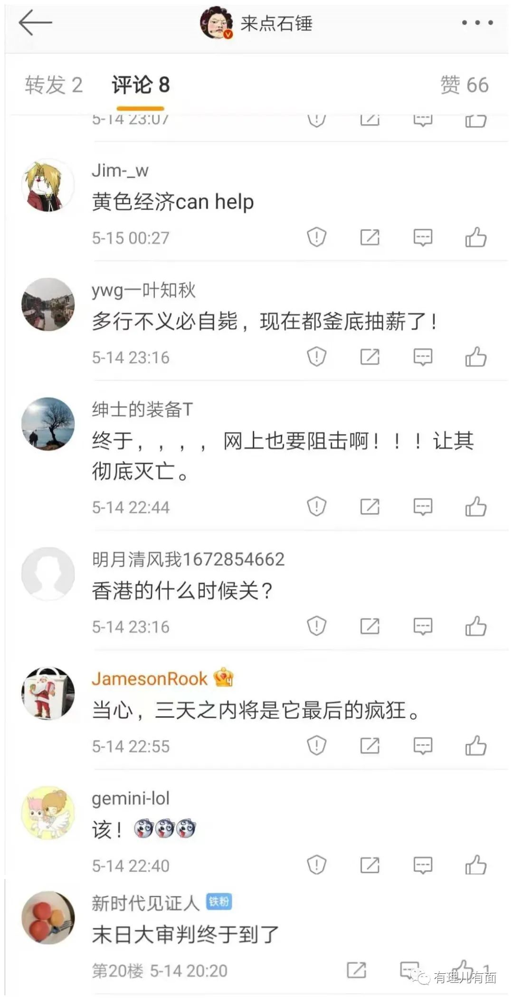 来点石锤
转发 2 评论 8 赞 66
5-14 23:07
Jim-_w
黄色经济can help
5-15 00:27
ywg一叶知秋
多行不义必自毙，现在都釜底抽薪了！
5-14 23:16
绅士的装备T
终于，，，，网上也要阻击啊！！！让其
彻底灭亡。
5-14 22:44
明月清风我1672854662
香港的什么时候关？
5-14 23:16
JamesonRook 4
当心，三天之内将是它最后的疯狂。
5-14 22:55
gemini-lol
该！
5-14 22:40
新时代见证人 铁粉
末日大审判终于到了
第20楼 5-14 20:20 1
有理儿有面